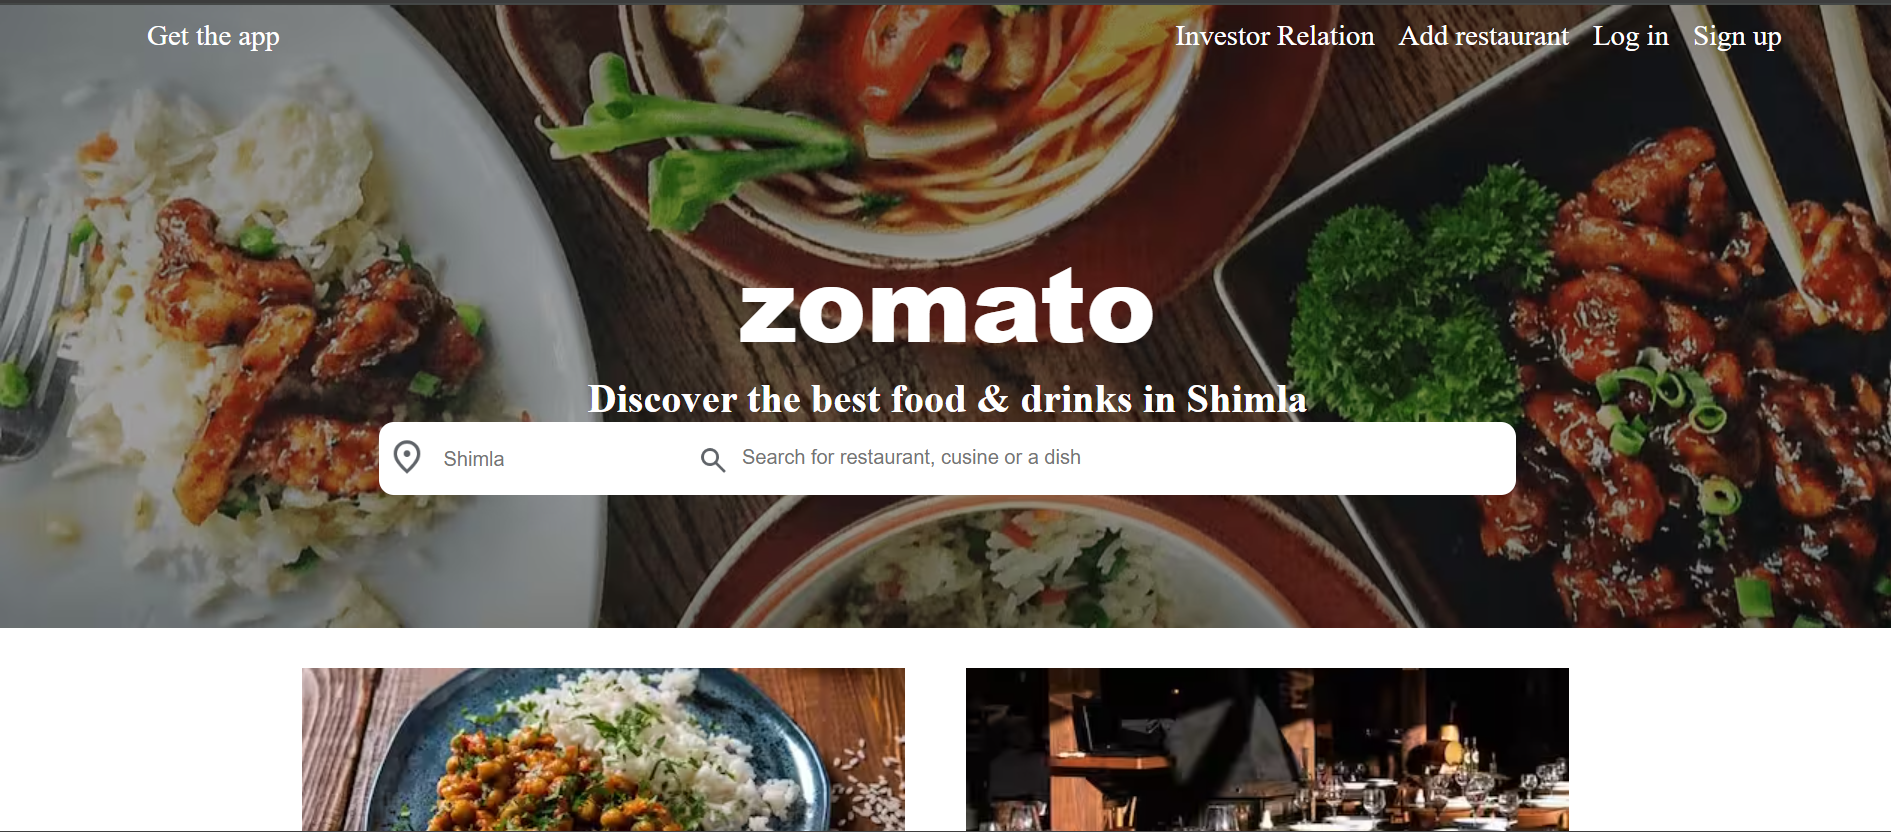 Get the app
Investor Relation Add restaurant Log in Sign up
zomato
Discover the best food & drinks in Shimla
Shimla
Search for restaurant, cusine or a dish